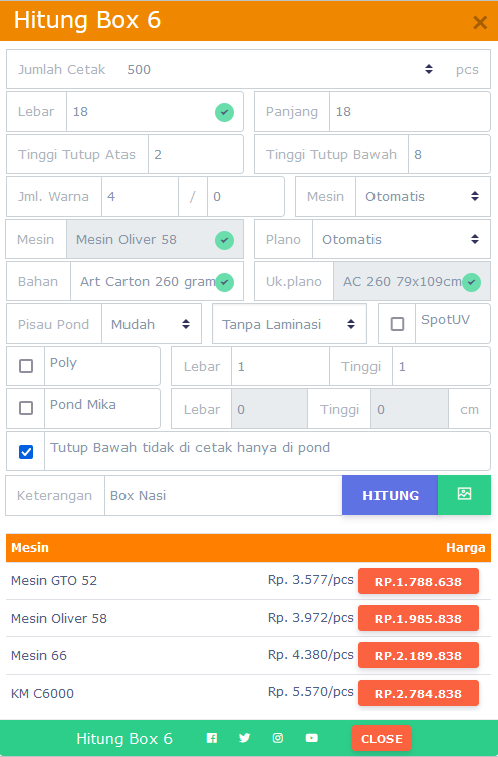 Hitung Box 6 ×
Jumlah Cetak 500 pcs
Lebar 18 Panjang 18
Tinggi Tutup Atas 2 Tinggi Tutup Bawah 8
Jml. Warna 4 / 0 Mesin Otomatis
Mesin Mesin Oliver 58 Plano Otomatis
Bahan Art Carton 260 gram Uk.plano AC 260 79x109cm
Pisau Pond Mudah Tanpa Laminasi SpotUV
Poly Lebar 1 Tinggi 1
Pond Mika Lebar 0 Tinggi 0 cm
Tutup Bawah tidak di cetak hanya di pond
Keterangan Box Nasi HITUNG
Mesin Harga
Mesin GTO 52 Rp. 3.577/pcs RP.1.788.638
Mesin Oliver 58 Rp. 3.972/pcs RP.1.985.838
Mesin 66 Rp. 4.380/pcs RP.2.189.838
KM C6000 Rp. 5.570/pcs RP.2.784.838
Hitung Box 6 CLOSE